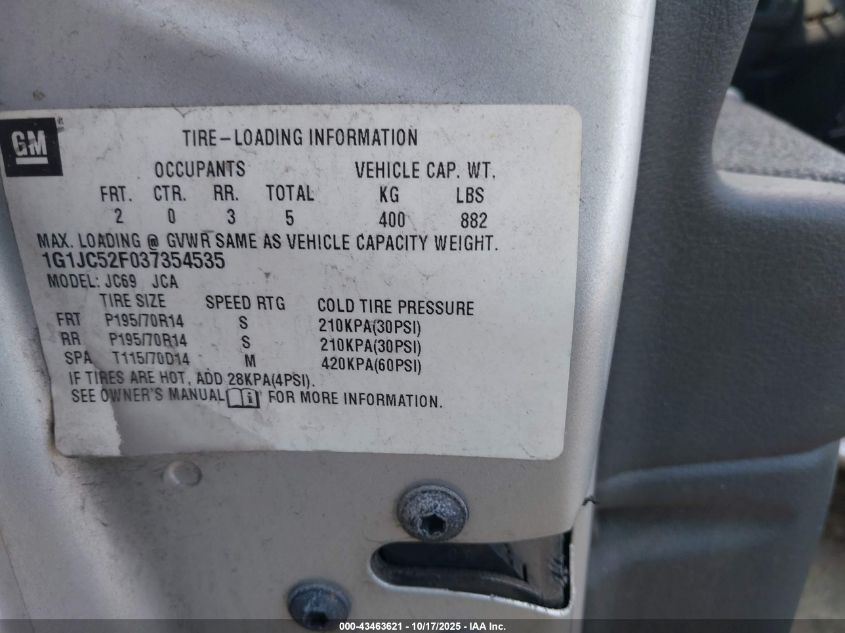 GM
TIRE-LOADING INFORMATION
OCCUPANTS VEHICLE CAP. WT.
FRT. CTR. RR. TOTAL KG LBS
2 0 3 5 400 882
MAX. LOADING @ GVWR SAME AS VEHICLE CAPACITY WEIGHT.
1G1JC52F037354535
MODEL: JC69 JCA
TIRE SIZE SPEED RTG COLD TIRE PRESSURE
FRT P195/70R14 S 210KPA(30PSI)
RR P195/70R14 S 210KPA(30PSI)
SPA T115/70D14 M 420KPA(60PSI)
IF TIRES ARE HOT, ADD 28KPA(4PSI).
SEE OWNER'S MANUAL i FOR MORE INFORMATION.
000-43463621 - 10/17/2025 - IAA Inc.